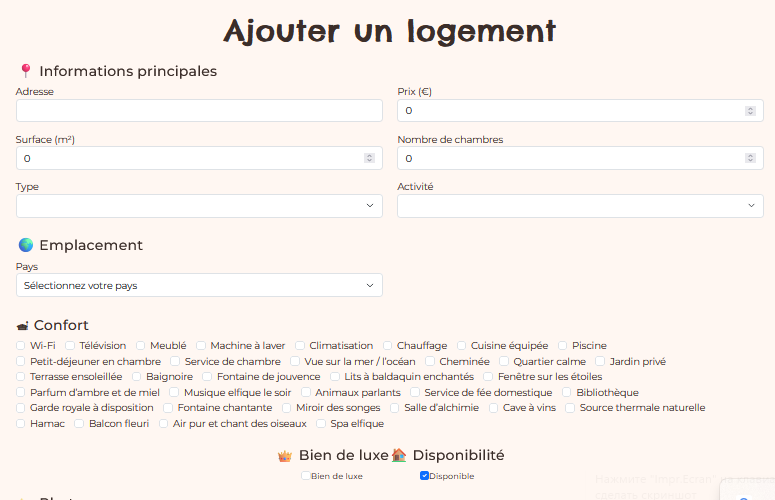 Ajouter un logement
Informations principales
Adresse Prix (€)
0
Surface (m²) Nombre de chambres
0 0
Type Activité
Emplacement
Pays
Sélectionnez votre pays
Confort
Wi-Fi Télévision Meublé Machine à laver Climatisation Chauffage Cuisine équipée Piscine
Petit-déjeuner en chambre Service de chambre Vue sur la mer / l'océan Cheminée Quartier calme Jardin privé
Terrasse ensoleillée Baignoire Fontaine de jouvence Lits à baldaquin enchantés Fenêtre sur les étoiles
Parfum d'ambre et de miel Musique elfique le soir Animaux parlants Service de fée domestique Bibliothèque
Garde royale à disposition Fontaine chantante Miroir des songes Salle d'alchimie Cave à vins Source thermale naturelle
Hamac Balcon fleuri Air pur et chant des oiseaux Spa elfique
Bien de luxe Disponibilité
Bien de luxe Disponible